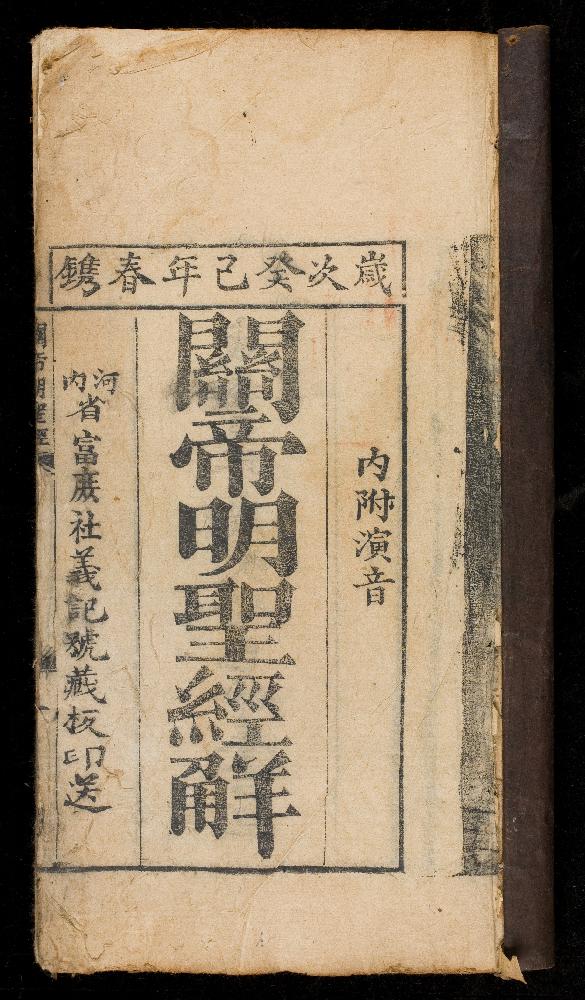 歲次癸巳年春鐫
內附演音
關帝明聖經觧
河內省富庶社義記號藏板印送